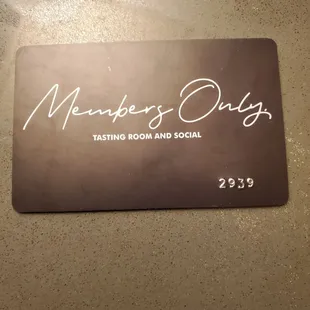 Members Only.
TASTING ROOM AND SOCIAL
2939